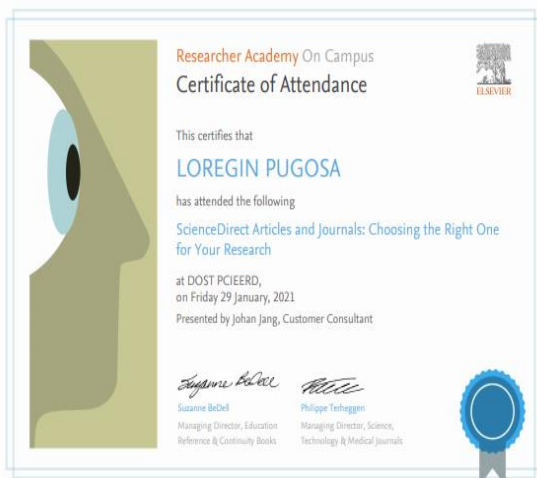 Researcher Academy On Campus
Certificate of Attendance
ELSEVIER
This certifies that
LOREGIN PUGOSA
has attended the following
ScienceDirect Articles and Journals: Choosing the Right One
for Your Research
at DOST PCIEERD,
on Friday 29 January, 2021
Presented by Johan Jang, Customer Consultant
Suzanne BeDell
Suzanne BeDell
Managing Director, Education
Reference & Continuity Books
Philippe Terheggen
Managing Director, Science,
Technology & Medical Journals